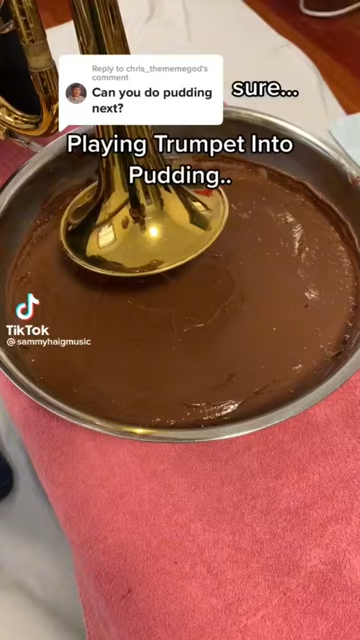 Reply to chris_thememegod's
comment
Can you do pudding
next?
sure...
Playing Trumpet Into
Pudding..
TikTok
@sammyhaigmusic